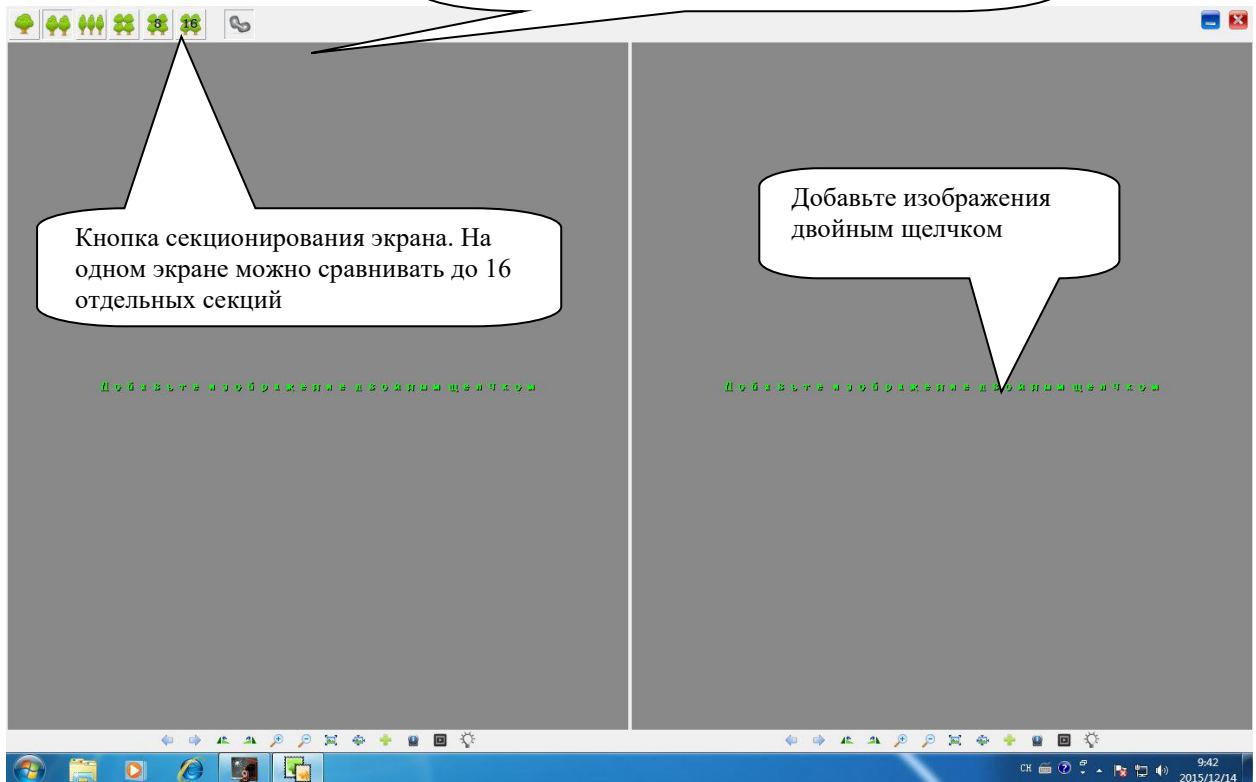 8 16
Кнопка секционирования экрана. На
одном экране можно сравнивать до 16
отдельных секций
Добавьте изображения
двойным щелчком
Добавьте изображение двойным щелчком
Добавьте изображение двойным щелчком
CH
9:42
2015/12/14